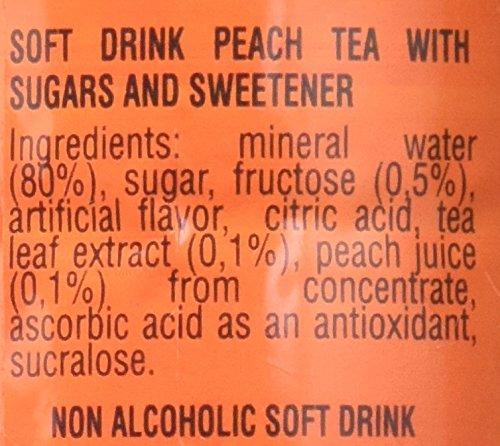 SOFT DRINK PEACH TEA WITH
SUGARS AND SWEETENER
Ingredients: mineral water
(80%), sugar, fructose (0,5%),
artificial flavor, citric acid, tea
leaf extract (0,1%), peach juice
(0,1%) from concentrate,
ascorbic acid as an antioxidant,
sucralose.
NON ALCOHOLIC SOFT DRINK